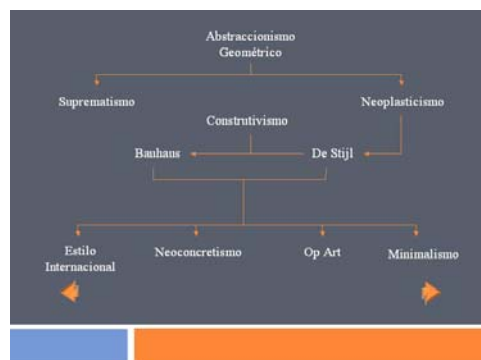 Abstraccionismo
Geométrico
Suprematismo
Neoplasticismo
Construtivismo
Bauhaus
De Stijl
Estilo
Internacional
Neoconcretismo
Op Art
Minimalismo